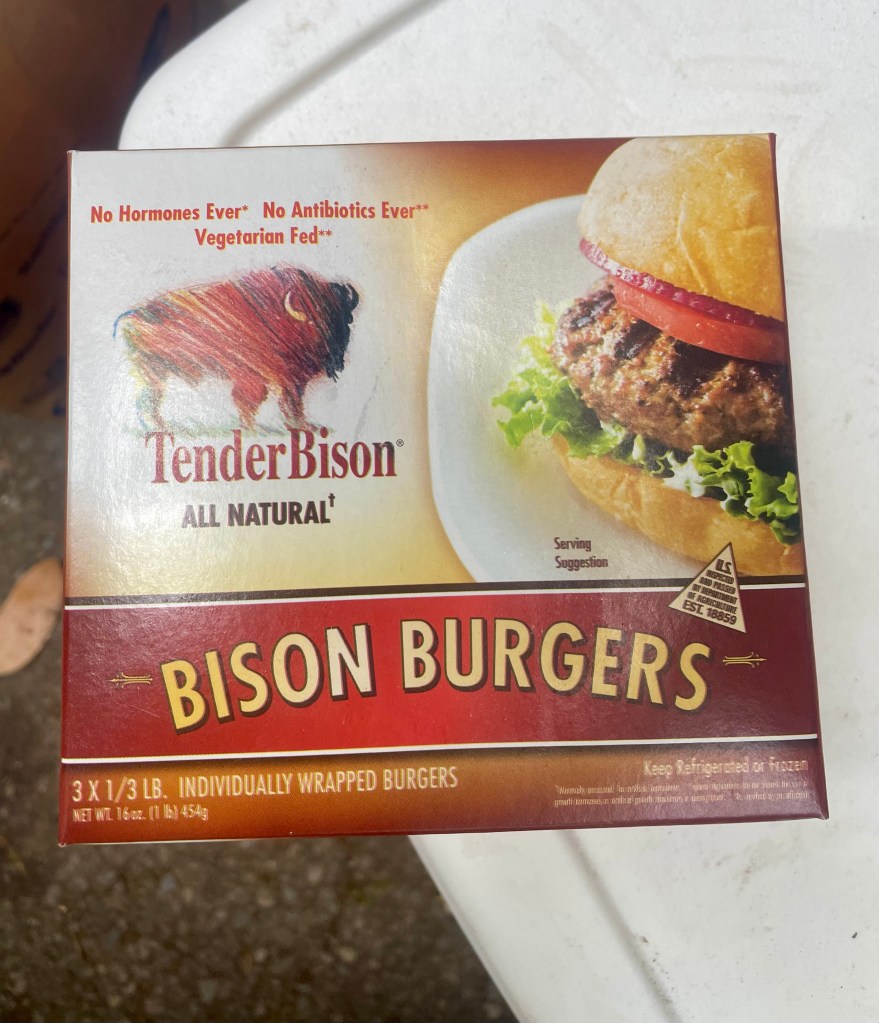 No Hormones Ever* No Antibiotics Ever**
Vegetarian Fed**
TenderBison®
ALL NATURAL†
Serving
Suggestion
U.S.
INSPECTED
AND PASSED
BY DEPARTMENT
OF AGRICULTURE
EST. 18859
BISON BURGERS
3 X 1/3 LB. INDIVIDUALLY WRAPPED BURGERS
NET WT. 16 oz. (1 lb) 454g
Keep Refrigerated or Frozen